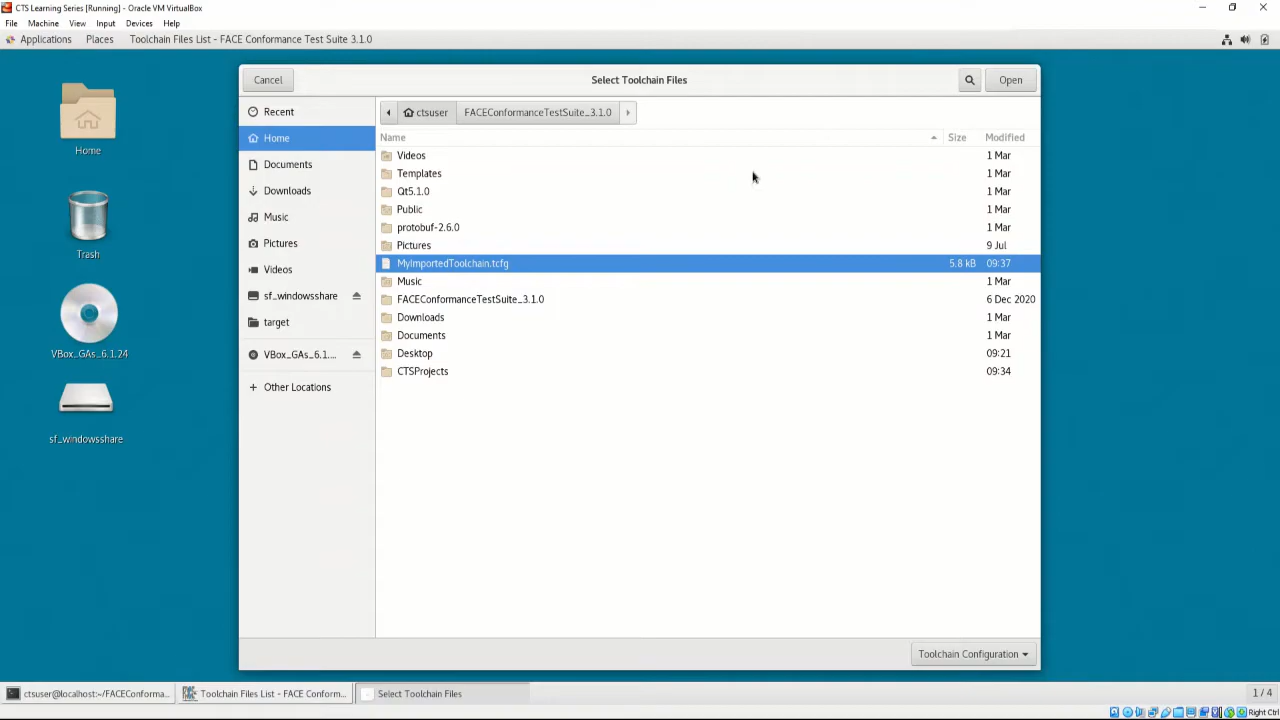 CTS Learning Series [Running] - Oracle VM VirtualBox
File Machine View Input Devices Help
Applications Places Toolchain Files List - FACE Conformance Test Suite 3.1.0
Cancel Select Toolchain Files Open
Recent
Home
Documents
Downloads
Music
Pictures
Videos
sf_windowsshare
target
VBox_GAs_6.1....
+ Other Locations
ctsuser FACEConformanceTestSuite_3.1.0
Name Size Modified
Videos 1 Mar
Templates 1 Mar
Qt5.1.0 1 Mar
Public 1 Mar
protobuf-2.6.0 1 Mar
Pictures 9 Jul
MyImportedToolchain.tcfg 5.8 kB 09:37
Music 1 Mar
FACEConformanceTestSuite_3.1.0 6 Dec 2020
Downloads 1 Mar
Documents 1 Mar
Desktop 09:21
CTSProjects 09:34
Toolchain Configuration
Home
Trash
VBox_GAs_6.1.24
sf_windowsshare
ctsuser@localhost:~/FACEConforma... Toolchain Files List - FACE Conform... Select Toolchain Files 1 / 4
Right Ctrl